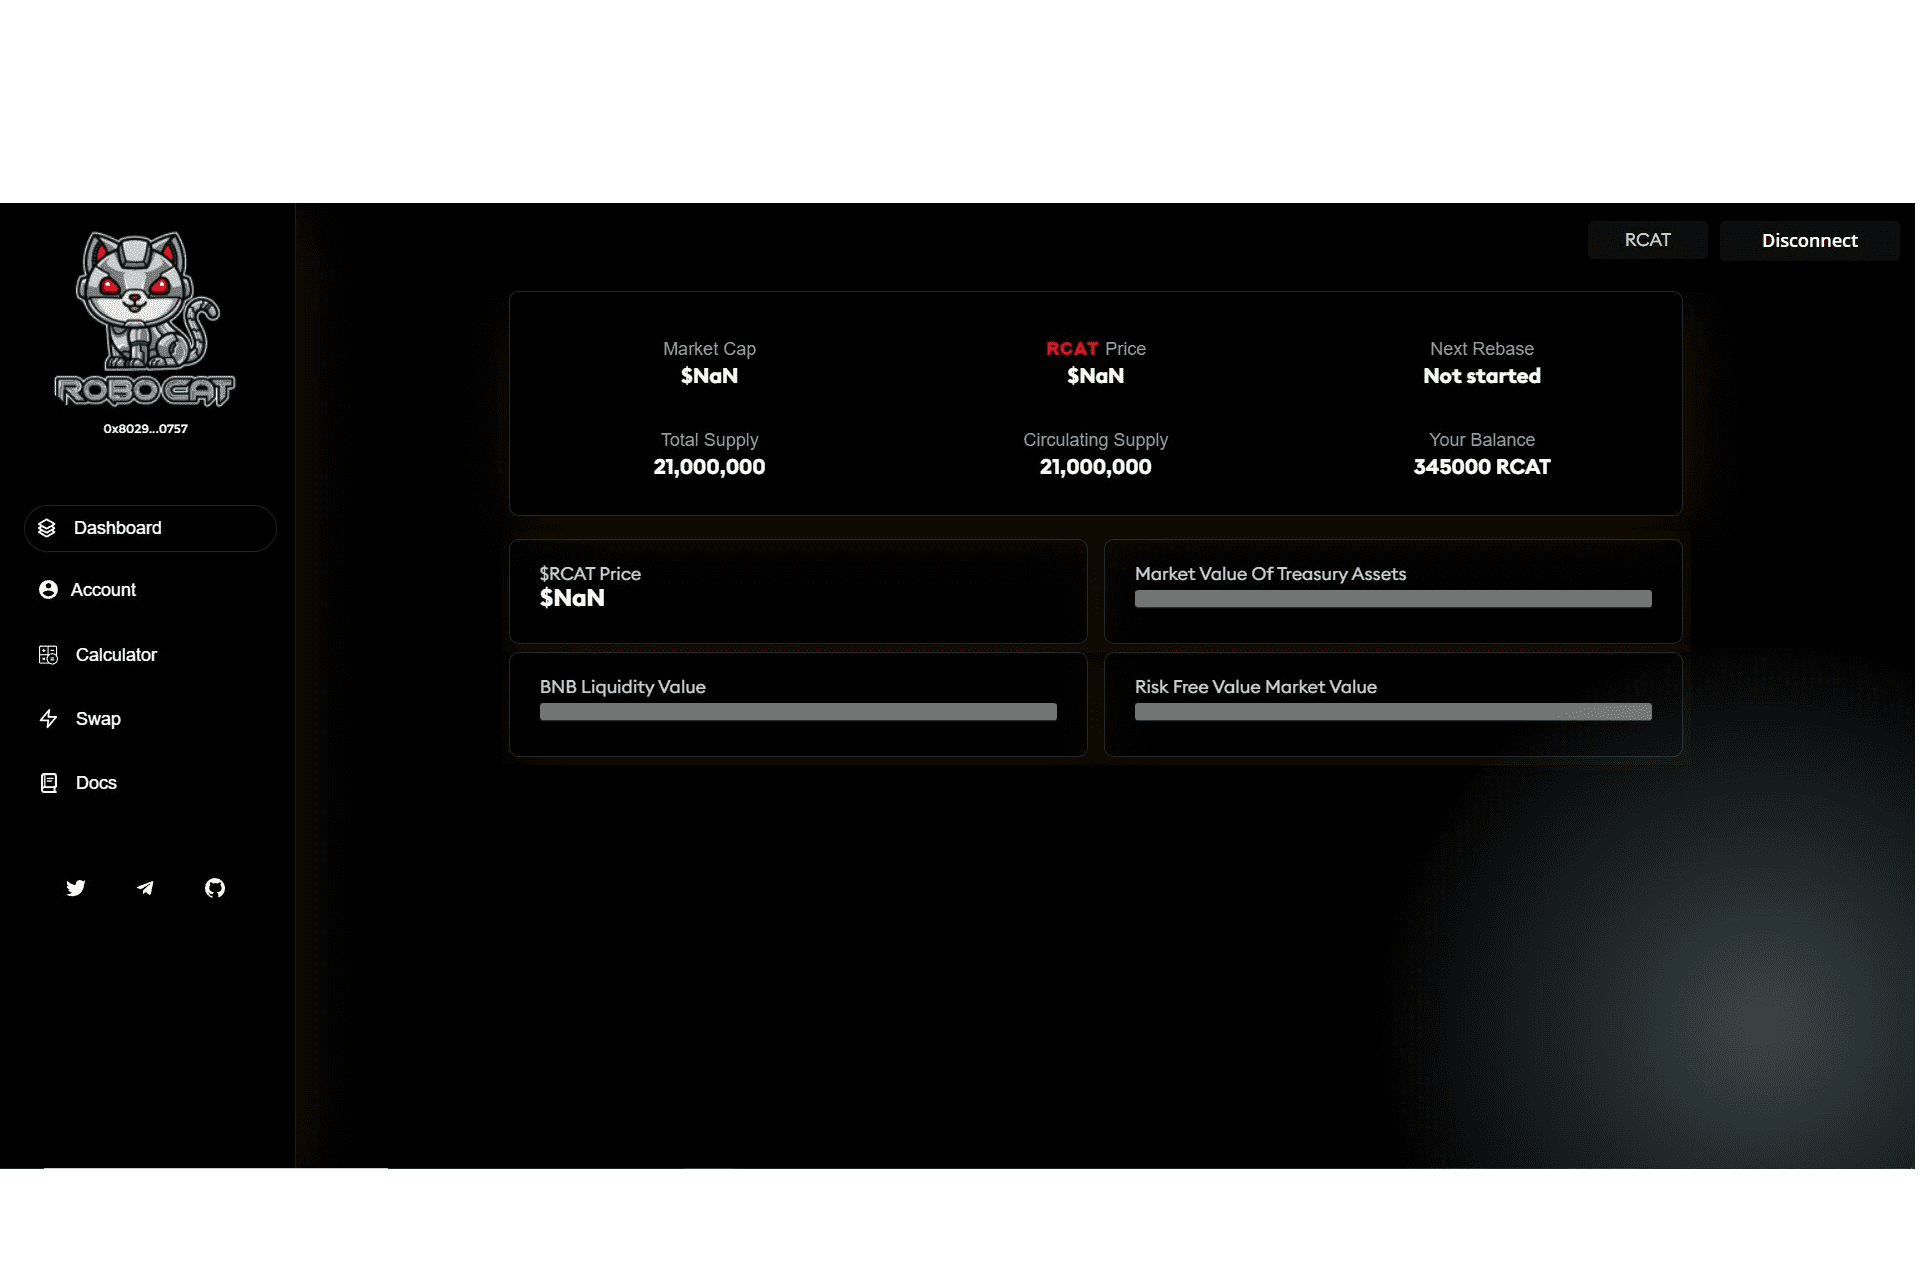 ROBOCAT
0x8029...0757
Dashboard
Account
Calculator
Swap
Docs
RCAT
Disconnect
Market Cap
$NaN
RCAT Price
$NaN
Next Rebase
Not started
Total Supply
21,000,000
Circulating Supply
21,000,000
Your Balance
345000 RCAT
$RCAT Price
$NaN
Market Value Of Treasury Assets
BNB Liquidity Value
Risk Free Value Market Value